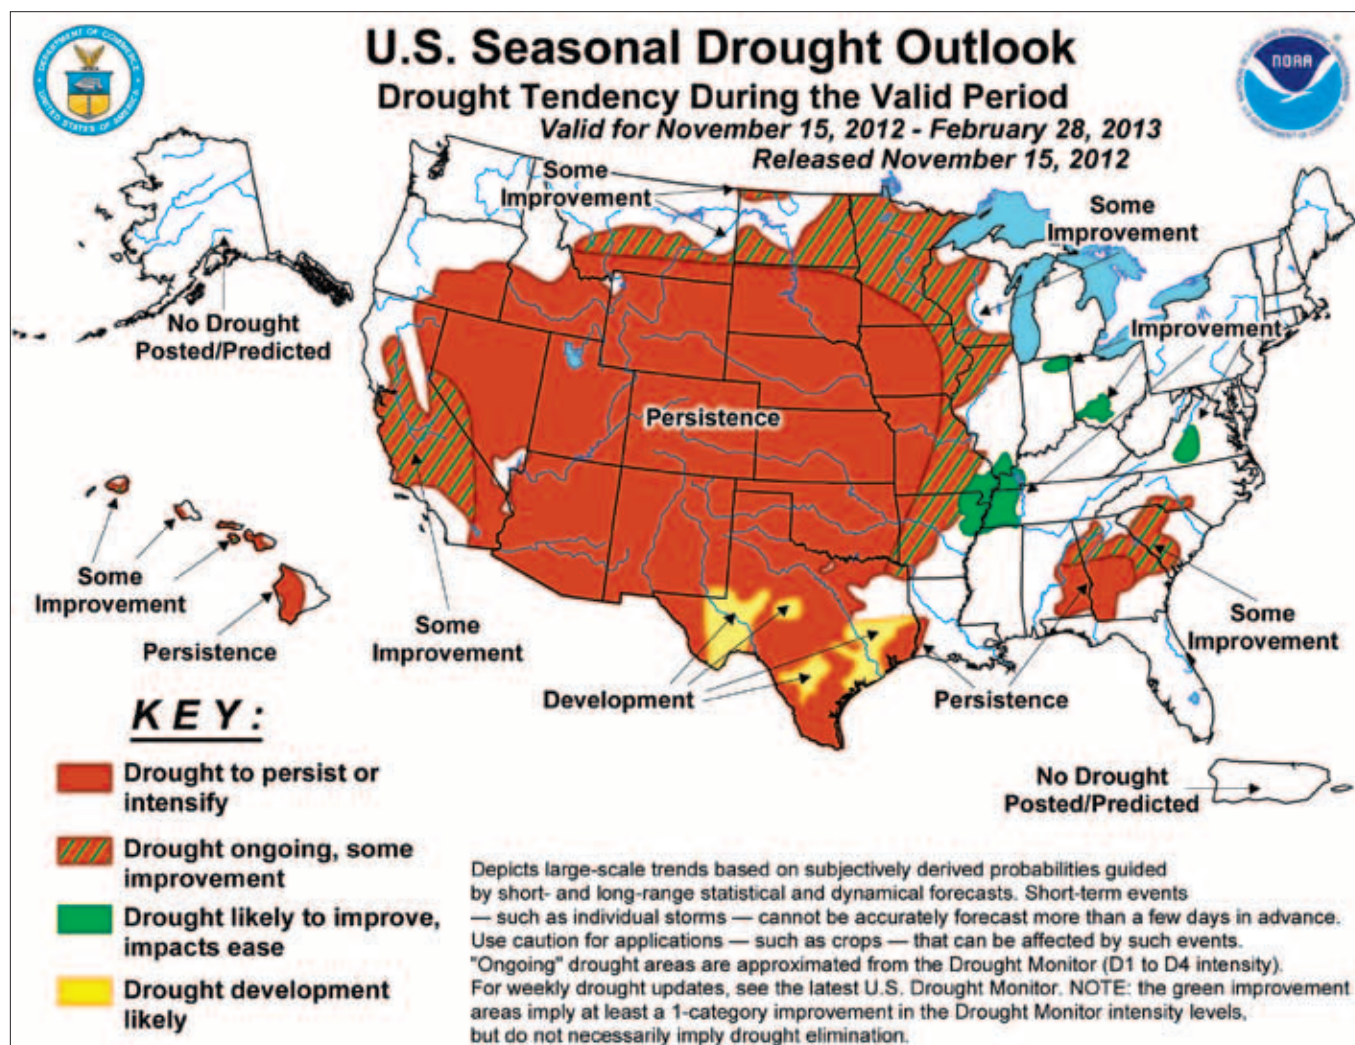 U.S. Seasonal Drought Outlook
Drought Tendency During the Valid Period
Valid for November 15, 2012 - February 28, 2013
Released November 15, 2012
DEPARTMENT OF COMMERCE
UNITED STATES OF AMERICA
NOAA
Some
Improvement
Some
Improvement
No Drought
Posted/Predicted
Improvement
Persistence
Some
Improvement
Persistence
Some
Improvement
Some
Improvement
Development
Persistence
No Drought
Posted/Predicted
KEY:
Drought to persist or
intensify
Drought ongoing, some
improvement
Drought likely to improve,
impacts ease
Drought development
likely
Depicts large-scale trends based on subjectively derived probabilities guided
by short- and long-range statistical and dynamical forecasts. Short-term events
— such as individual storms — cannot be accurately forecast more than a few days in advance.
Use caution for applications — such as crops — that can be affected by such events.
"Ongoing" drought areas are approximated from the Drought Monitor (D1 to D4 intensity).
For weekly drought updates, see the latest U.S. Drought Monitor. NOTE: the green improvement
areas imply at least a 1-category improvement in the Drought Monitor intensity levels,
but do not necessarily imply drought elimination.